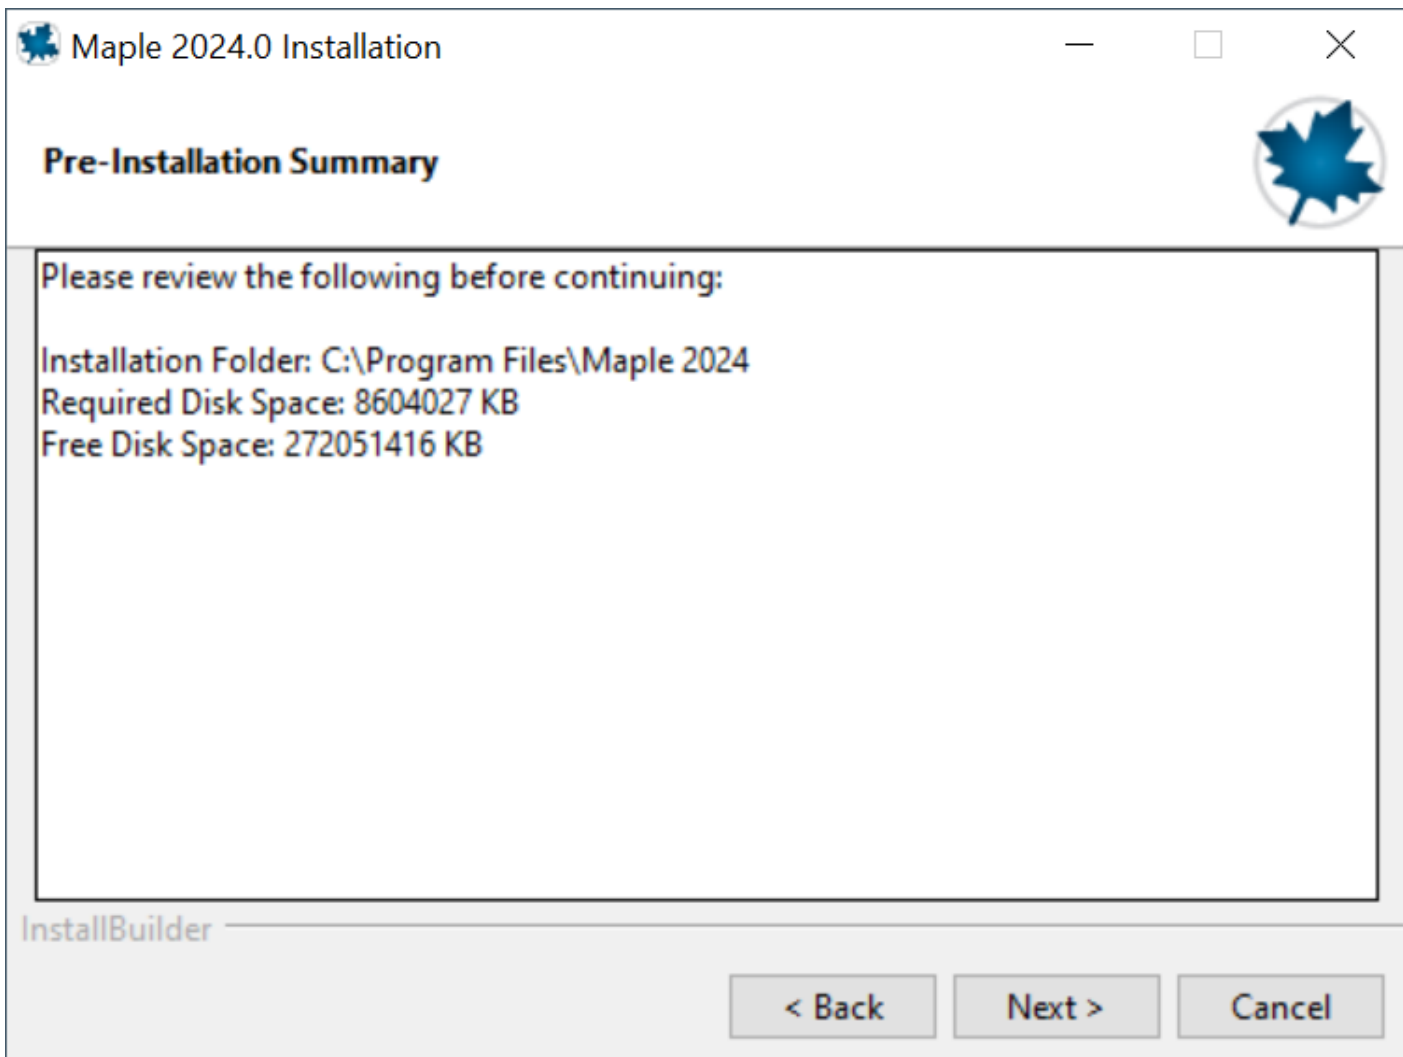 Maple 2024.0 Installation
Pre-Installation Summary
Please review the following before continuing:
Installation Folder: C:\Program Files\Maple 2024
Required Disk Space: 8604027 KB
Free Disk Space: 272051416 KB
InstallBuilder
< Back Next > Cancel